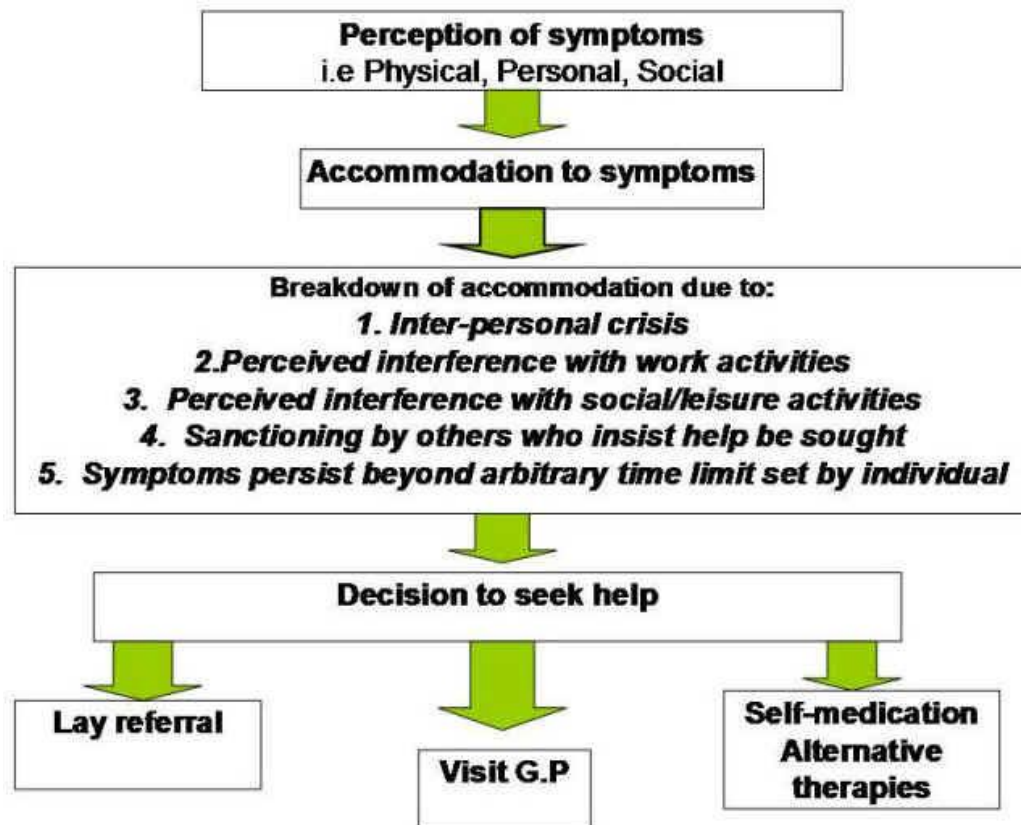 Perception of symptoms
i.e Physical, Personal, Social
Accommodation to symptoms
Breakdown of accommodation due to:
1. Inter-personal crisis
2.Perceived interference with work activities
3. Perceived interference with social/leisure activities
4. Sanctioning by others who insist help be sought
5. Symptoms persist beyond arbitrary time limit set by individual
Decision to seek help
Lay referral
Visit G.P
Self-medication
Alternative
therapies